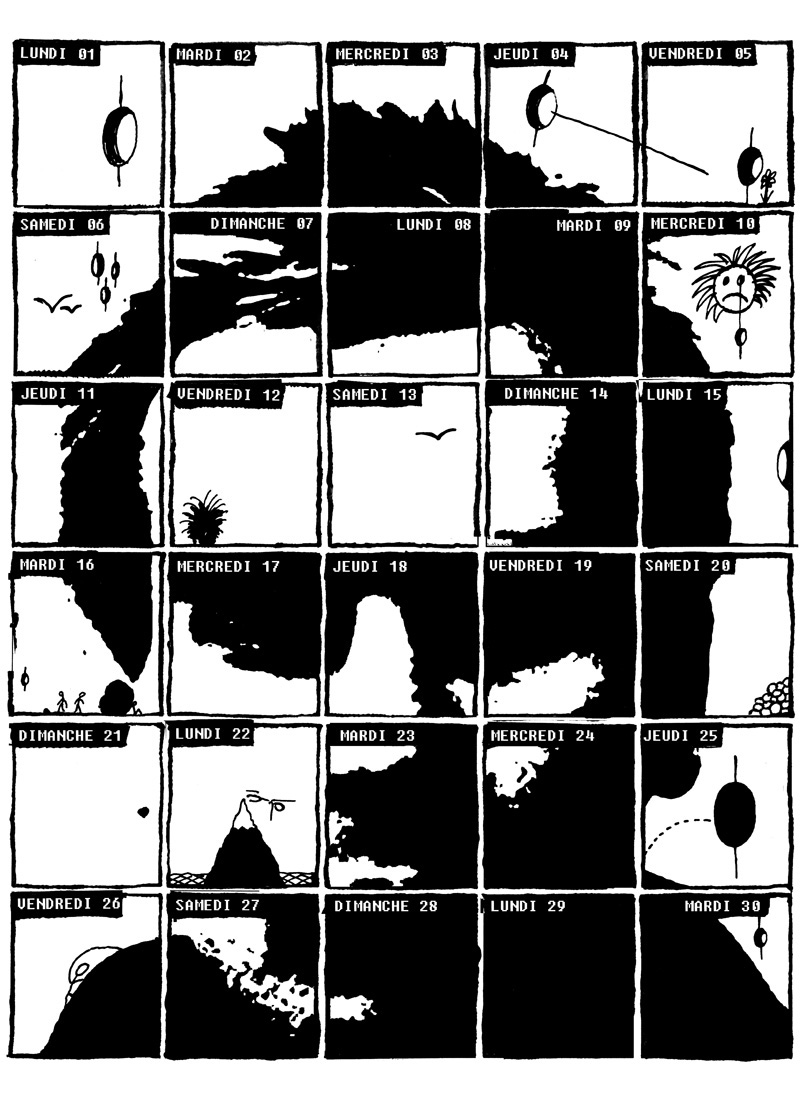 LUNDI 01
MARDI 02
MERCREDI 03
JEUDI 04
VENDREDI 05
SAMEDI 06
DIMANCHE 07
LUNDI 08
MARDI 09
MERCREDI 10
JEUDI 11
VENDREDI 12
SAMEDI 13
DIMANCHE 14
LUNDI 15
MARDI 16
MERCREDI 17
JEUDI 18
VENDREDI 19
SAMEDI 20
DIMANCHE 21
LUNDI 22
MARDI 23
MERCREDI 24
JEUDI 25
VENDREDI 26
SAMEDI 27
DIMANCHE 28
LUNDI 29
MARDI 30